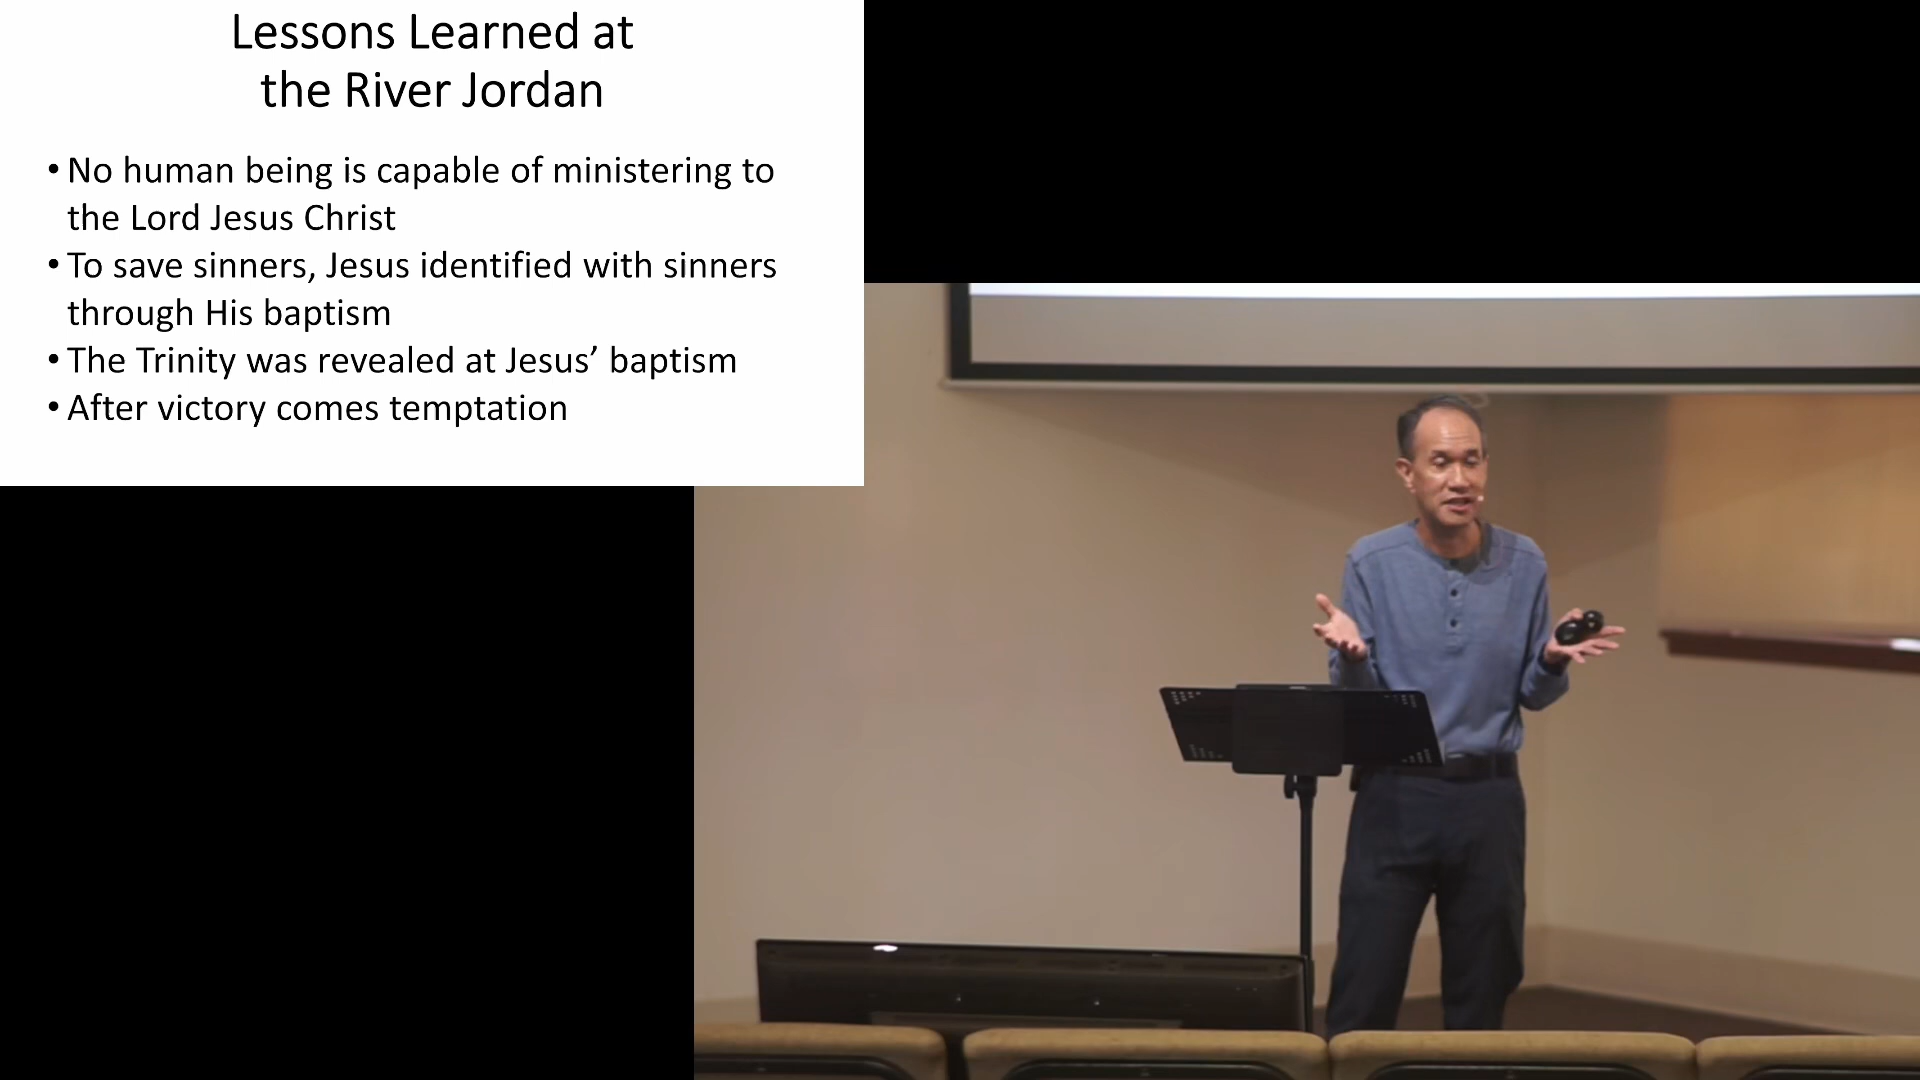 Lessons Learned at
the River Jordan
• No human being is capable of ministering to
the Lord Jesus Christ
• To save sinners, Jesus identified with sinners
through His baptism
• The Trinity was revealed at Jesus’ baptism
• After victory comes temptation